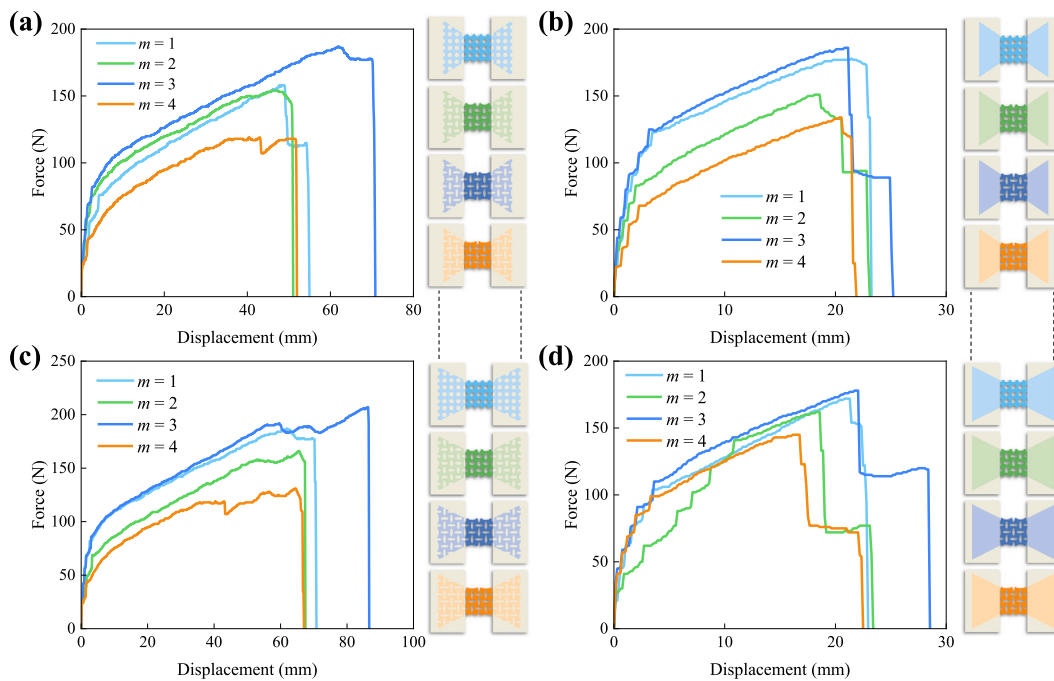 (a)
200
150
100
50
0
Force (N)
m = 1
m = 2
m = 3
m = 4
0 20 40 60 80
Displacement (mm)
(b)
200
150
100
50
0
Force (N)
m = 1
m = 2
m = 3
m = 4
0 10 20 30
Displacement (mm)
(c)
250
200
150
100
50
0
Force (N)
m = 1
m = 2
m = 3
m = 4
0 20 40 60 80 100
Displacement (mm)
(d)
200
150
100
50
0
Force (N)
m = 1
m = 2
m = 3
m = 4
0 10 20 30
Displacement (mm)